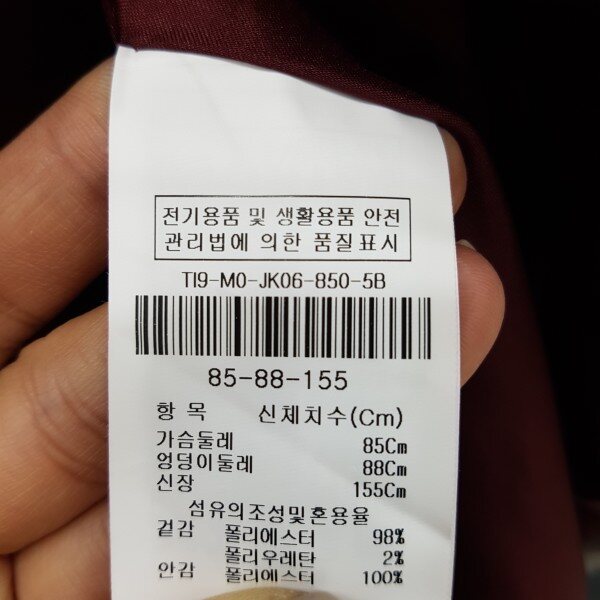 전기용품 및 생활용품 안전
관리법에 의한 품질표시
TI9-MO-JK06-850-5B
85-88-155
항 목 신체치수(Cm)
가슴둘레 85Cm
엉덩이둘레 88Cm
신장 155Cm
섬유의조성및혼용율
겉감 폴리에스터 98%
폴리우레탄 2%
안감 폴리에스터 100%